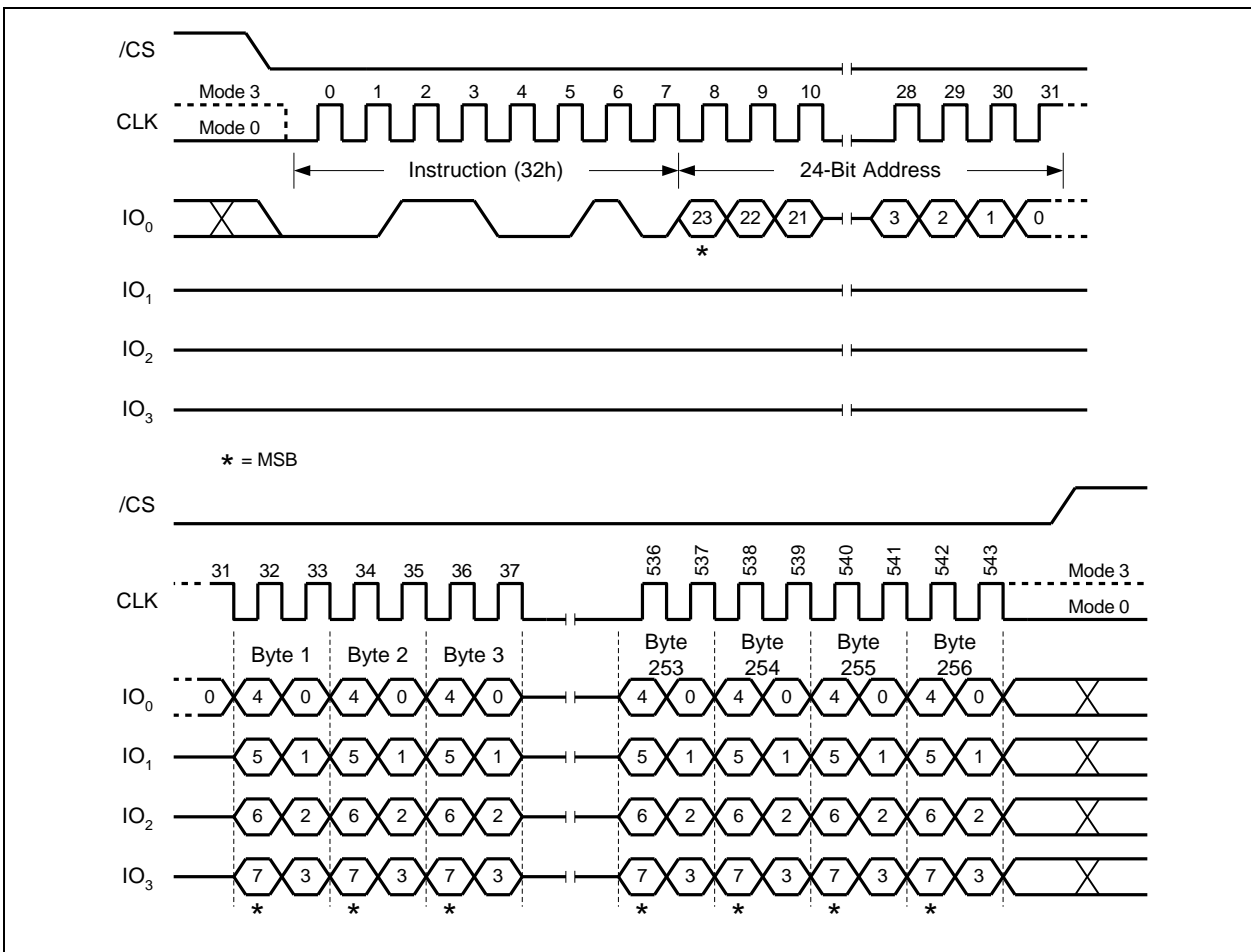 /CS
Mode 3
0 1 2 3 4 5 6 7 8 9 10 28 29 30 31
CLK
Mode 0
Instruction (32h)
24-Bit Address
IO0
23 22 21 3 2 1 0
*
IO1
IO2
IO3
* = MSB
/CS
31 32 33 34 35 36 37 536 537 538 539 540 541 542 543
Mode 3
CLK
Mode 0
Byte 1 Byte 2 Byte 3 Byte 253 Byte 254 Byte 255 Byte 256
IO0
0 4 0 4 0 4 0 4 0 4 0 4 0 4 0
IO1
5 1 5 1 5 1 5 1 5 1 5 1 5 1
IO2
6 2 6 2 6 2 6 2 6 2 6 2 6 2
IO3
7 3 7 3 7 3 7 3 7 3 7 3 7 3
* * * * * * *